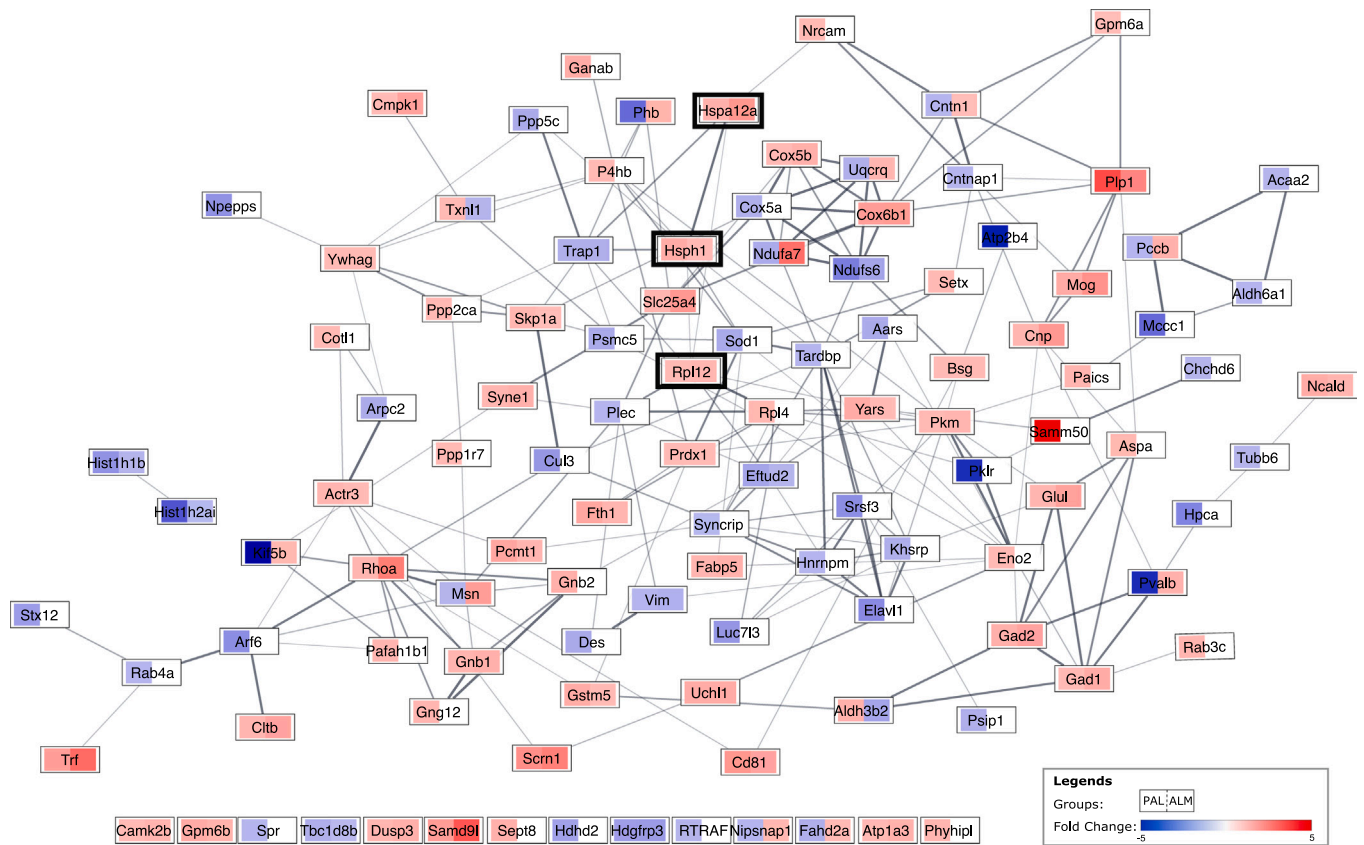 Nrcam
Gpm6a
Ganab
Cmpk1
Phb
Hspa12a
Cntn1
Ppp5c
Cox5b
Uqcrq
P4hb
Cntnap1
Plp1
Acaa2
Npepps
Txnl1
Cox5a
Cox6b1
Atp2b4
Trap1
Hsph1
Ndufa7
Pccb
Ywhag
Ndufs6
Setx
Mog
Aldh6a1
Ppp2ca
Skp1a
Slc25a4
Cotl1
Psmc5
Sod1
Aars
Tardbp
Cnp
Mccc1
Rpl12
Bsg
Paics
Chchd6
Ncald
Syne1
Arpc2
Plec
Rpl4
Yars
Pkm
Samm50
Aspa
Tubb6
Hist1h1b
Ppp1r7
Cul3
Prdx1
Eftud2
Pklr
Actr3
Glul
Hist1h2ai
Fth1
Syncrip
Srsf3
Hpca
Kif5b
Pcmt1
Khsrp
Eno2
Rhoa
Gnb2
Fabp5
Hnrnpm
Pvalb
Msn
Vim
Elavl1
Stx12
Arf6
Des
Luc7l3
Gad2
Rab3c
Pafah1b1
Gnb1
Rab4a
Gad1
Gstm5
Uchl1
Gng12
Aldh3b2
Psip1
Cltb
Trf
Scrn1
Cd81
Legends
Groups: PAL ALM
Fold Change:
-5 5
Camk2b Gpm6b Spr Tbc1d8b Dusp3 Samd9l Sept8 Hdhd2 Hdgfrp3 RTRAF Nipsnap1 Fahd2a Atp1a3 Phyhipl